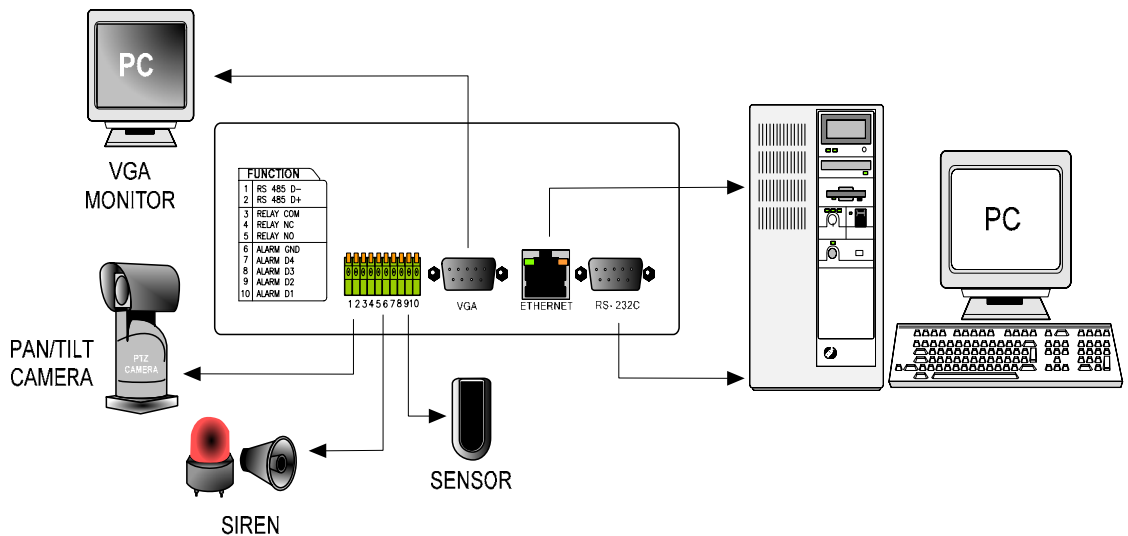 PC
VGA
MONITOR
FUNCTION
1 RS 485 D-
2 RS 485 D+
3 RELAY COM
4 RELAY NC
5 RELAY NO
6 ALARM GND
7 ALARM D4
8 ALARM D3
9 ALARM D2
10 ALARM D1
1 2 3 4 5 6 7 8 9 10
VGA
ETHERNET
RS-232C
PC
PAN/TILT
CAMERA
PTZ
CAMERA
SENSOR
SIREN